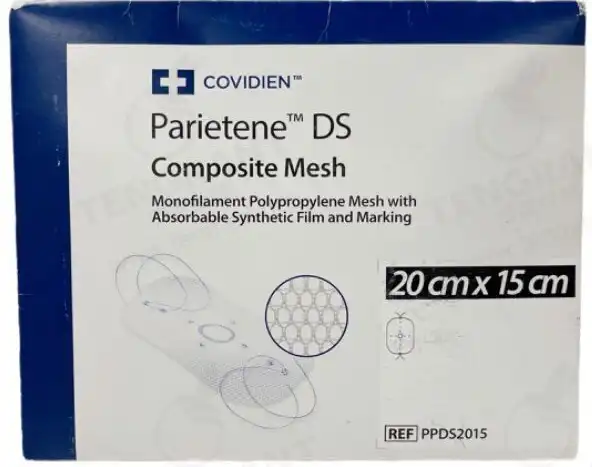 COVIDIEN™
Parietene™ DS
Composite Mesh
Monofilament Polypropylene Mesh with
Absorbable Synthetic Film and Marking
20 cm x 15 cm
REF PPDS2015